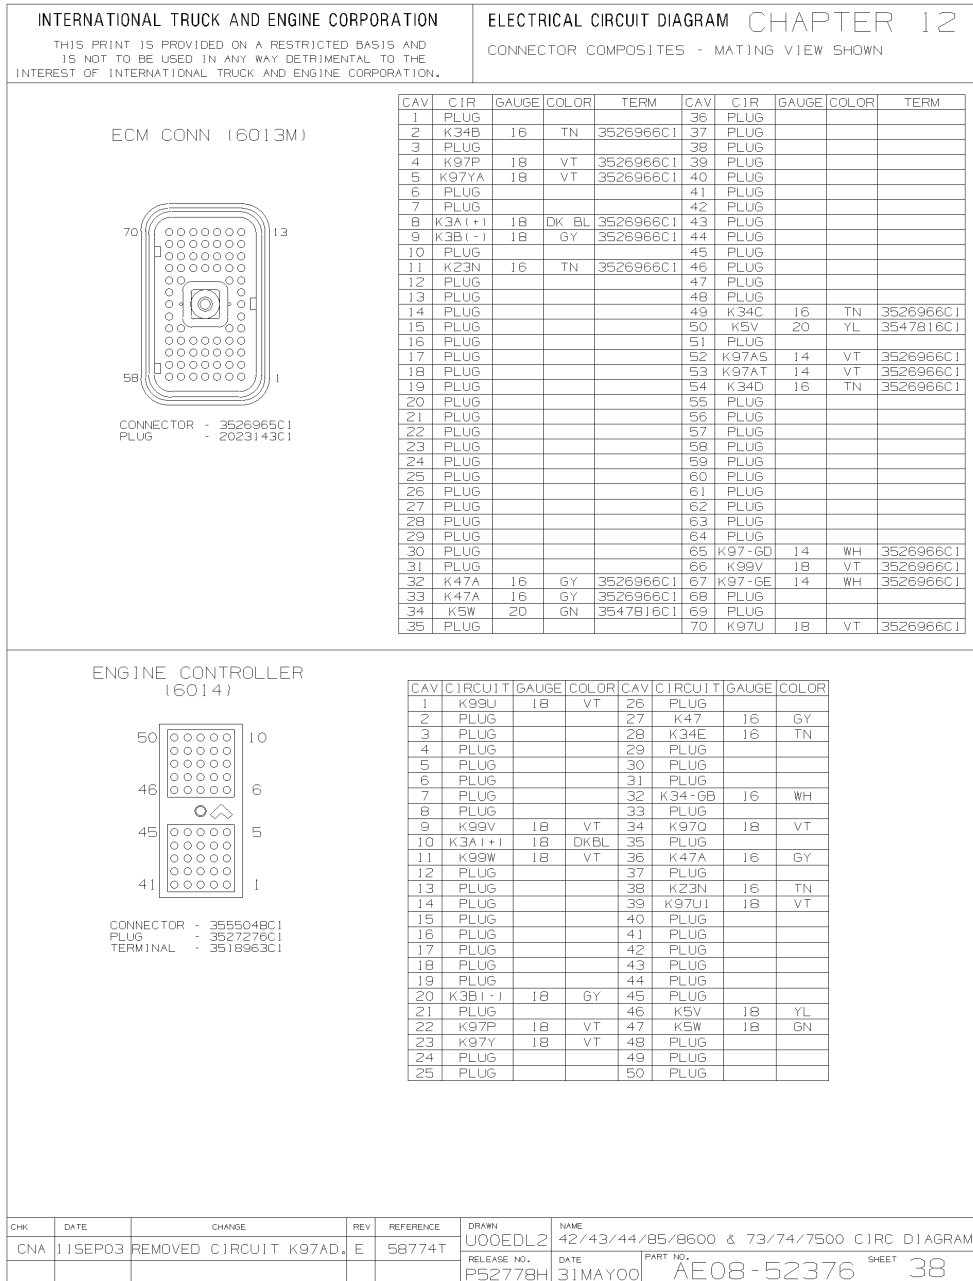 INTERNATIONAL TRUCK AND ENGINE CORPORATION
THIS PRINT IS PROVIDED ON A RESTRICTED BASIS AND
IS NOT TO BE USED IN ANY WAY DETRIMENTAL TO THE
INTEREST OF INTERNATIONAL TRUCK AND ENGINE CORPORATION.
ELECTRICAL CIRCUIT DIAGRAM CHAPTER 12
CONNECTOR COMPOSITES - MATING VIEW SHOWN
ECM CONN (6013M)
70 13
58 1
CONNECTOR - 3526965C1
PLUG - 2023143C1
CAV CIR GAUGE COLOR TERM CAV CIR GAUGE COLOR TERM
1 PLUG 36 PLUG
2 K34B 16 TN 3526966C1 37 PLUG
3 PLUG 38 PLUG
4 K97P 18 VT 3526966C1 39 PLUG
5 K97YA 18 VT 3526966C1 40 PLUG
6 PLUG 41 PLUG
7 PLUG 42 PLUG
8 K3A(+) 18 DK BL 3526966C1 43 PLUG
9 K3B(-) 18 GY 3526966C1 44 PLUG
10 PLUG 45 PLUG
11 K23N 16 TN 3526966C1 46 PLUG
12 PLUG 47 PLUG
13 PLUG 48 PLUG
14 PLUG 49 K34C 16 TN 3526966C1
15 PLUG 50 K5V 20 YL 3547816C1
16 PLUG 51 PLUG
17 PLUG 52 K97AS 14 VT 3526966C1
18 PLUG 53 K97AT 14 VT 3526966C1
19 PLUG 54 K34D 16 TN 3526966C1
20 PLUG 55 PLUG
21 PLUG 56 PLUG
22 PLUG 57 PLUG
23 PLUG 58 PLUG
24 PLUG 59 PLUG
25 PLUG 60 PLUG
26 PLUG 61 PLUG
27 PLUG 62 PLUG
28 PLUG 63 PLUG
29 PLUG 64 PLUG
30 PLUG 65 K97-GD 14 WH 3526966C1
31 PLUG 66 K99V 18 VT 3526966C1
32 K47A 16 GY 3526966C1 67 K97-GE 14 WH 3526966C1
33 K47A 16 GY 3526966C1 68 PLUG
34 K5W 20 GN 3547816C1 69 PLUG
35 PLUG 70 K97U 18 VT 3526966C1
ENGINE CONTROLLER
(6014)
50 10
46 6
45 5
41 1
CONNECTOR - 3555048C1
PLUG - 3527276C1
TERMINAL - 3518963C1
CAV CIRCUIT GAUGE COLOR CAV CIRCUIT GAUGE COLOR
1 K99U 18 VT 26 PLUG
2 PLUG 27 K47 16 GY
3 PLUG 28 K34E 16 TN
4 PLUG 29 PLUG
5 PLUG 30 PLUG
6 PLUG 31 PLUG
7 PLUG 32 K34-GB 16 WH
8 PLUG 33 PLUG
9 K99V 18 VT 34 K97Q 18 VT
10 K3A(+) 18 DKBL 35 PLUG
11 K99W 18 VT 36 K47A 16 GY
12 PLUG 37 PLUG
13 PLUG 38 K23N 16 TN
14 PLUG 39 K97U1 18 VT
15 PLUG 40 PLUG
16 PLUG 41 PLUG
17 PLUG 42 PLUG
18 PLUG 43 PLUG
19 PLUG 44 PLUG
20 K3B(-) 18 GY 45 PLUG
21 PLUG 46 K5V 18 YL
22 K97P 18 VT 47 K5W 18 GN
23 K97Y 18 VT 48 PLUG
24 PLUG 49 PLUG
25 PLUG 50 PLUG
CHK DATE CHANGE REV REFERENCE DRAWN NAME
CNA 11SEP03 REMOVED CIRCUIT K97AD. E 58774T U00EDL2 42/43/44/85/8600 & 73/74/7500 CIRC DIAGRAM
RELEASE NO. DATE PART NO. SHEET
P52778H 31MAY00 AE08-52376 38